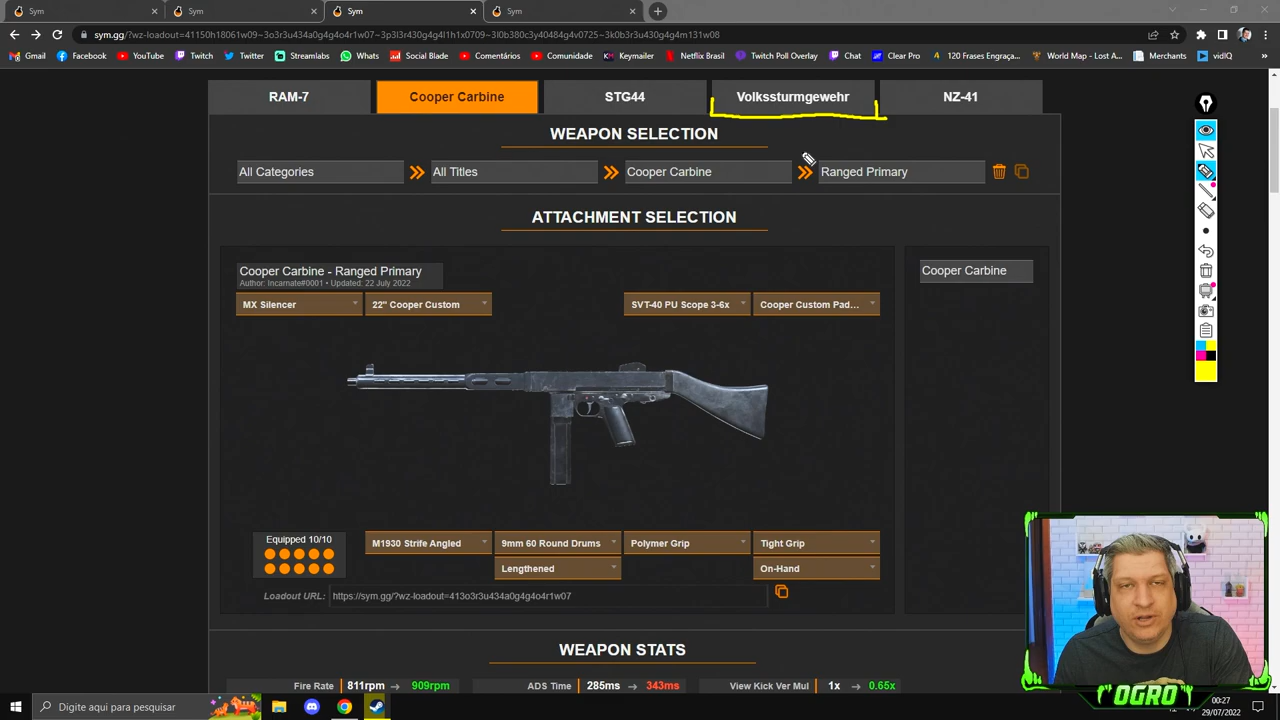 Sym
Sym
Sym
Sym
sym.gg/?wz-loadout=41150h18061w09~3o3r3u434a0g4g4o4r1w07~3p3l3r430g4g4l1h1x0709~3l0b380c3y40484g4v0725~3k0b3r3u4g4m131w08
Gmail
Facebook
YouTube
Twitch
Streamlabs
Whats
Social Blade
Comentários
Comunidade
Keymailer
Netflix Brasil
Twitch Poll Overlay
Chat
Clear Pro
120 Frases Engraça...
World Map - Lost A...
Merchants
vidIQ
RAM-7
Cooper Carbine
STG44
Volkssturmgewehr
NZ-41
WEAPON SELECTION
All Categories
All Titles
Cooper Carbine
Ranged Primary
ATTACHMENT SELECTION
Cooper Carbine - Ranged Primary
Author: Incarnate#0001 • Updated: 22 July 2022
Cooper Carbine
MX Silencer
22" Cooper Custom
SVT-40 PU Scope 3-6x
Cooper Custom Pad...
Equipped 10/10
M1930 Strife Angled
9mm 60 Round Drums
Polymer Grip
Tight Grip
Lengthened
On-Hand
Loadout URL:
https://sym.gg/?wz-loadout=413o3r3u434a0g4g4o4r1w07
WEAPON STATS
Fire Rate 811rpm → 909rpm
ADS Time 285ms → 343ms
View Kick Ver Mul 1x → 0.65x
OGRO
Digite aqui para pesquisar
00:27
29/07/2022